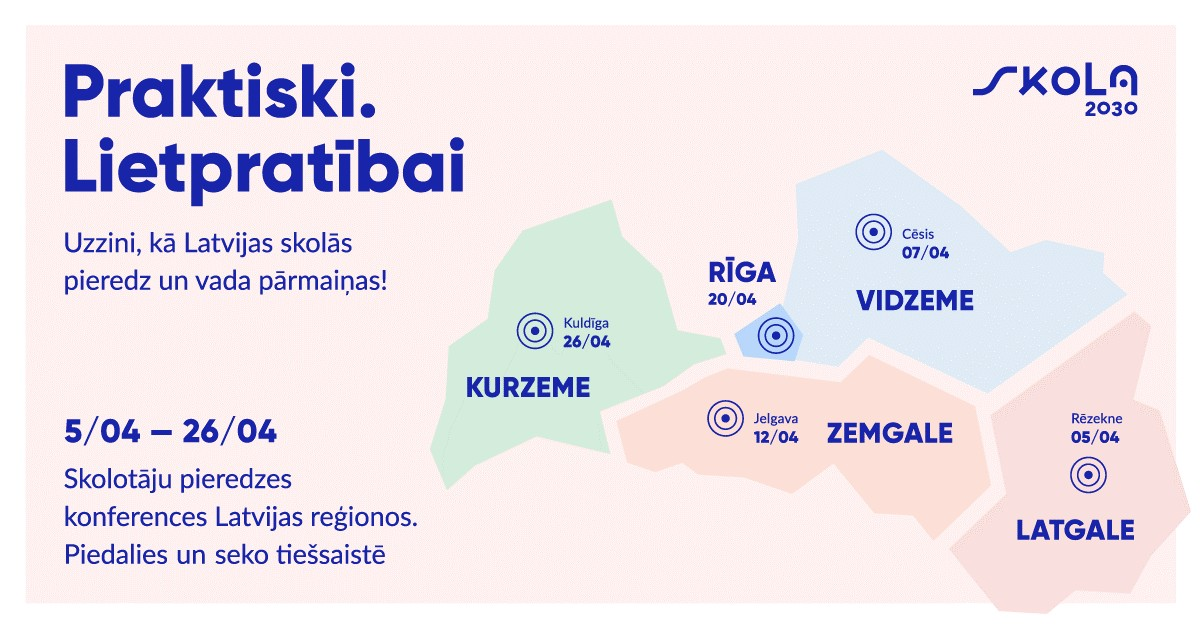 Praktiski.
Lietpratībai
Uzzini, kā Latvijas skolās
pieredz un vada pārmaiņas!
5/04 – 26/04
Skolotāju pieredzes
konferences Latvijas reģionos.
Piedalies un seko tiešsaistē
SKOLA
2030
Cēsis
07/04
VIDZEME
RĪGA
20/04
Kuldīga
26/04
KURZEME
Jelgava
12/04
ZEMGALE
Rēzekne
05/04
LATGALE